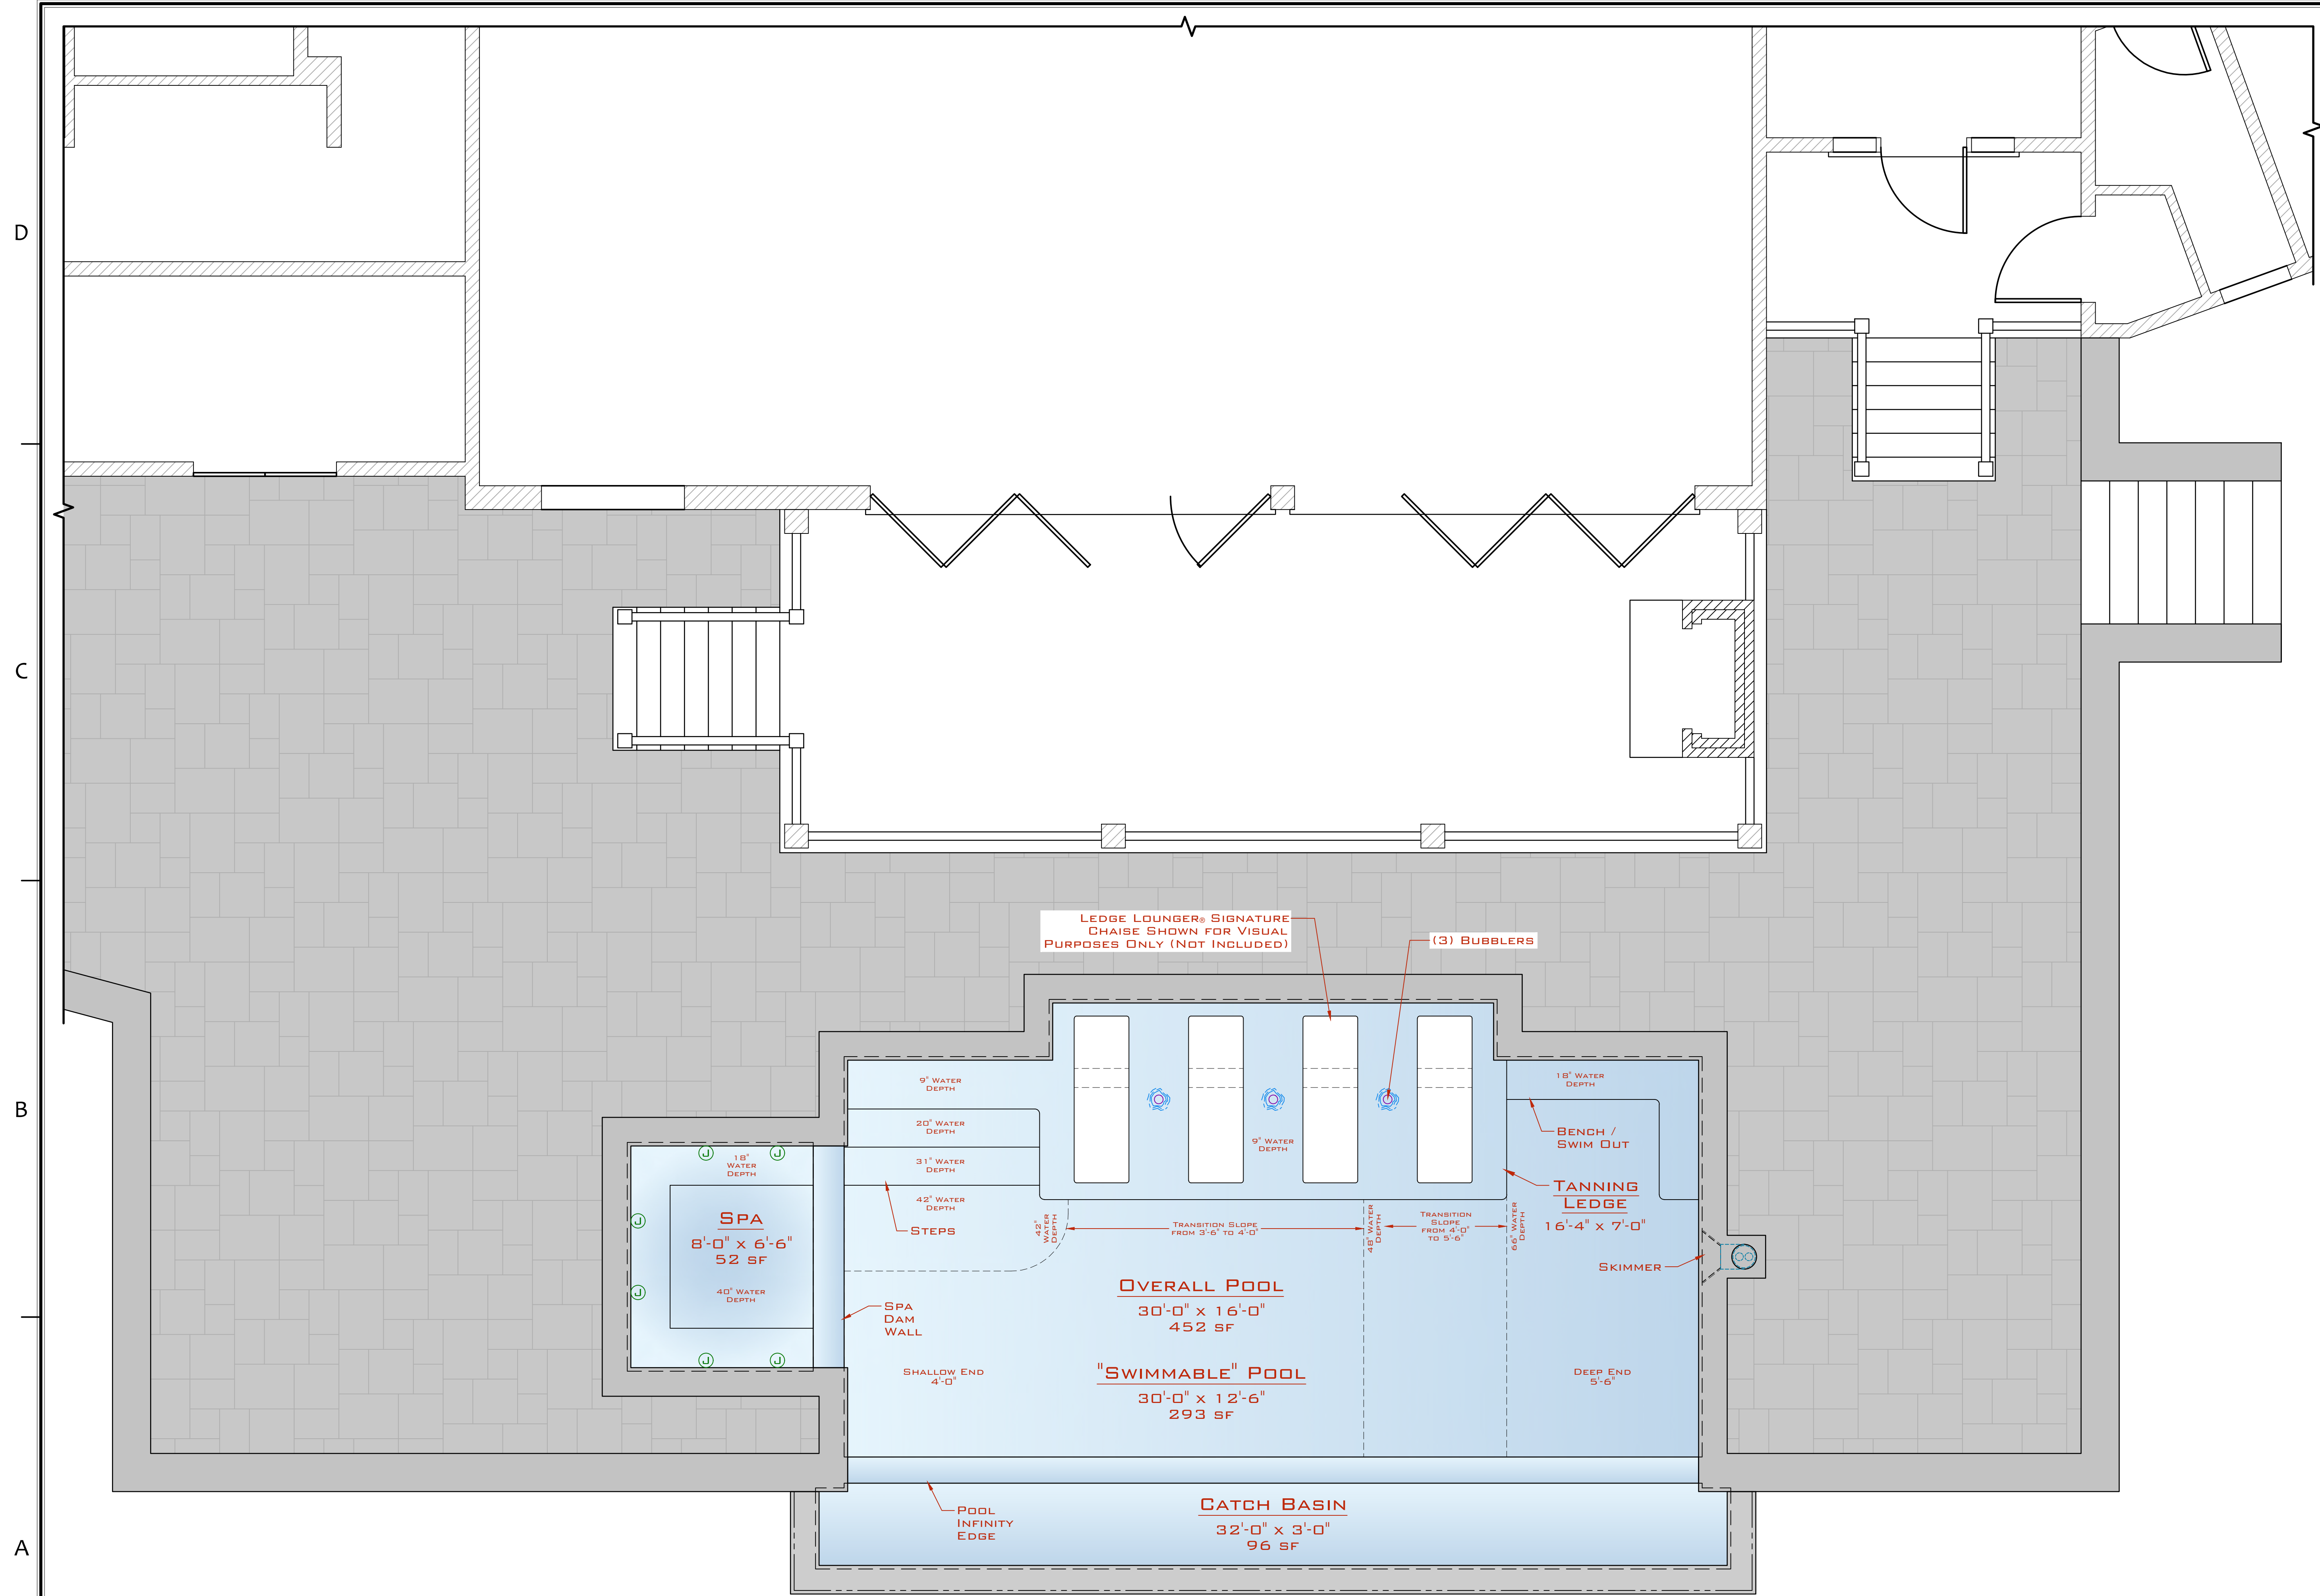 D
C
B
A
Ledge Lounger® Signature
Chaise Shown for Visual
Purposes Only (Not Included)
(3) Bubblers
9" Water
Depth
20" Water
Depth
31" Water
Depth
42" Water
Depth
Steps
9" Water
Depth
18" Water
Depth
Bench /
Swim Out
Tanning
Ledge
16'-4" x 7'-0"
J
J
J
J
J
J
18"
Water
Depth
Spa
8'-0" x 6'-6"
52 sf
40" Water
Depth
42"
Water
Depth
Transition Slope
from 3'-6" to 4'-0"
48" Water
Depth
Transition
Slope
from 4'-0"
to 5'-6"
66" Water
Depth
Skimmer
Spa
Dam
Wall
Overall Pool
30'-0" x 16'-0"
452 sf
"Swimmable" Pool
30'-0" x 12'-6"
293 sf
Shallow End
4'-0"
Deep End
5'-6"
Pool
Infinity
Edge
Catch Basin
32'-0" x 3'-0"
96 sf